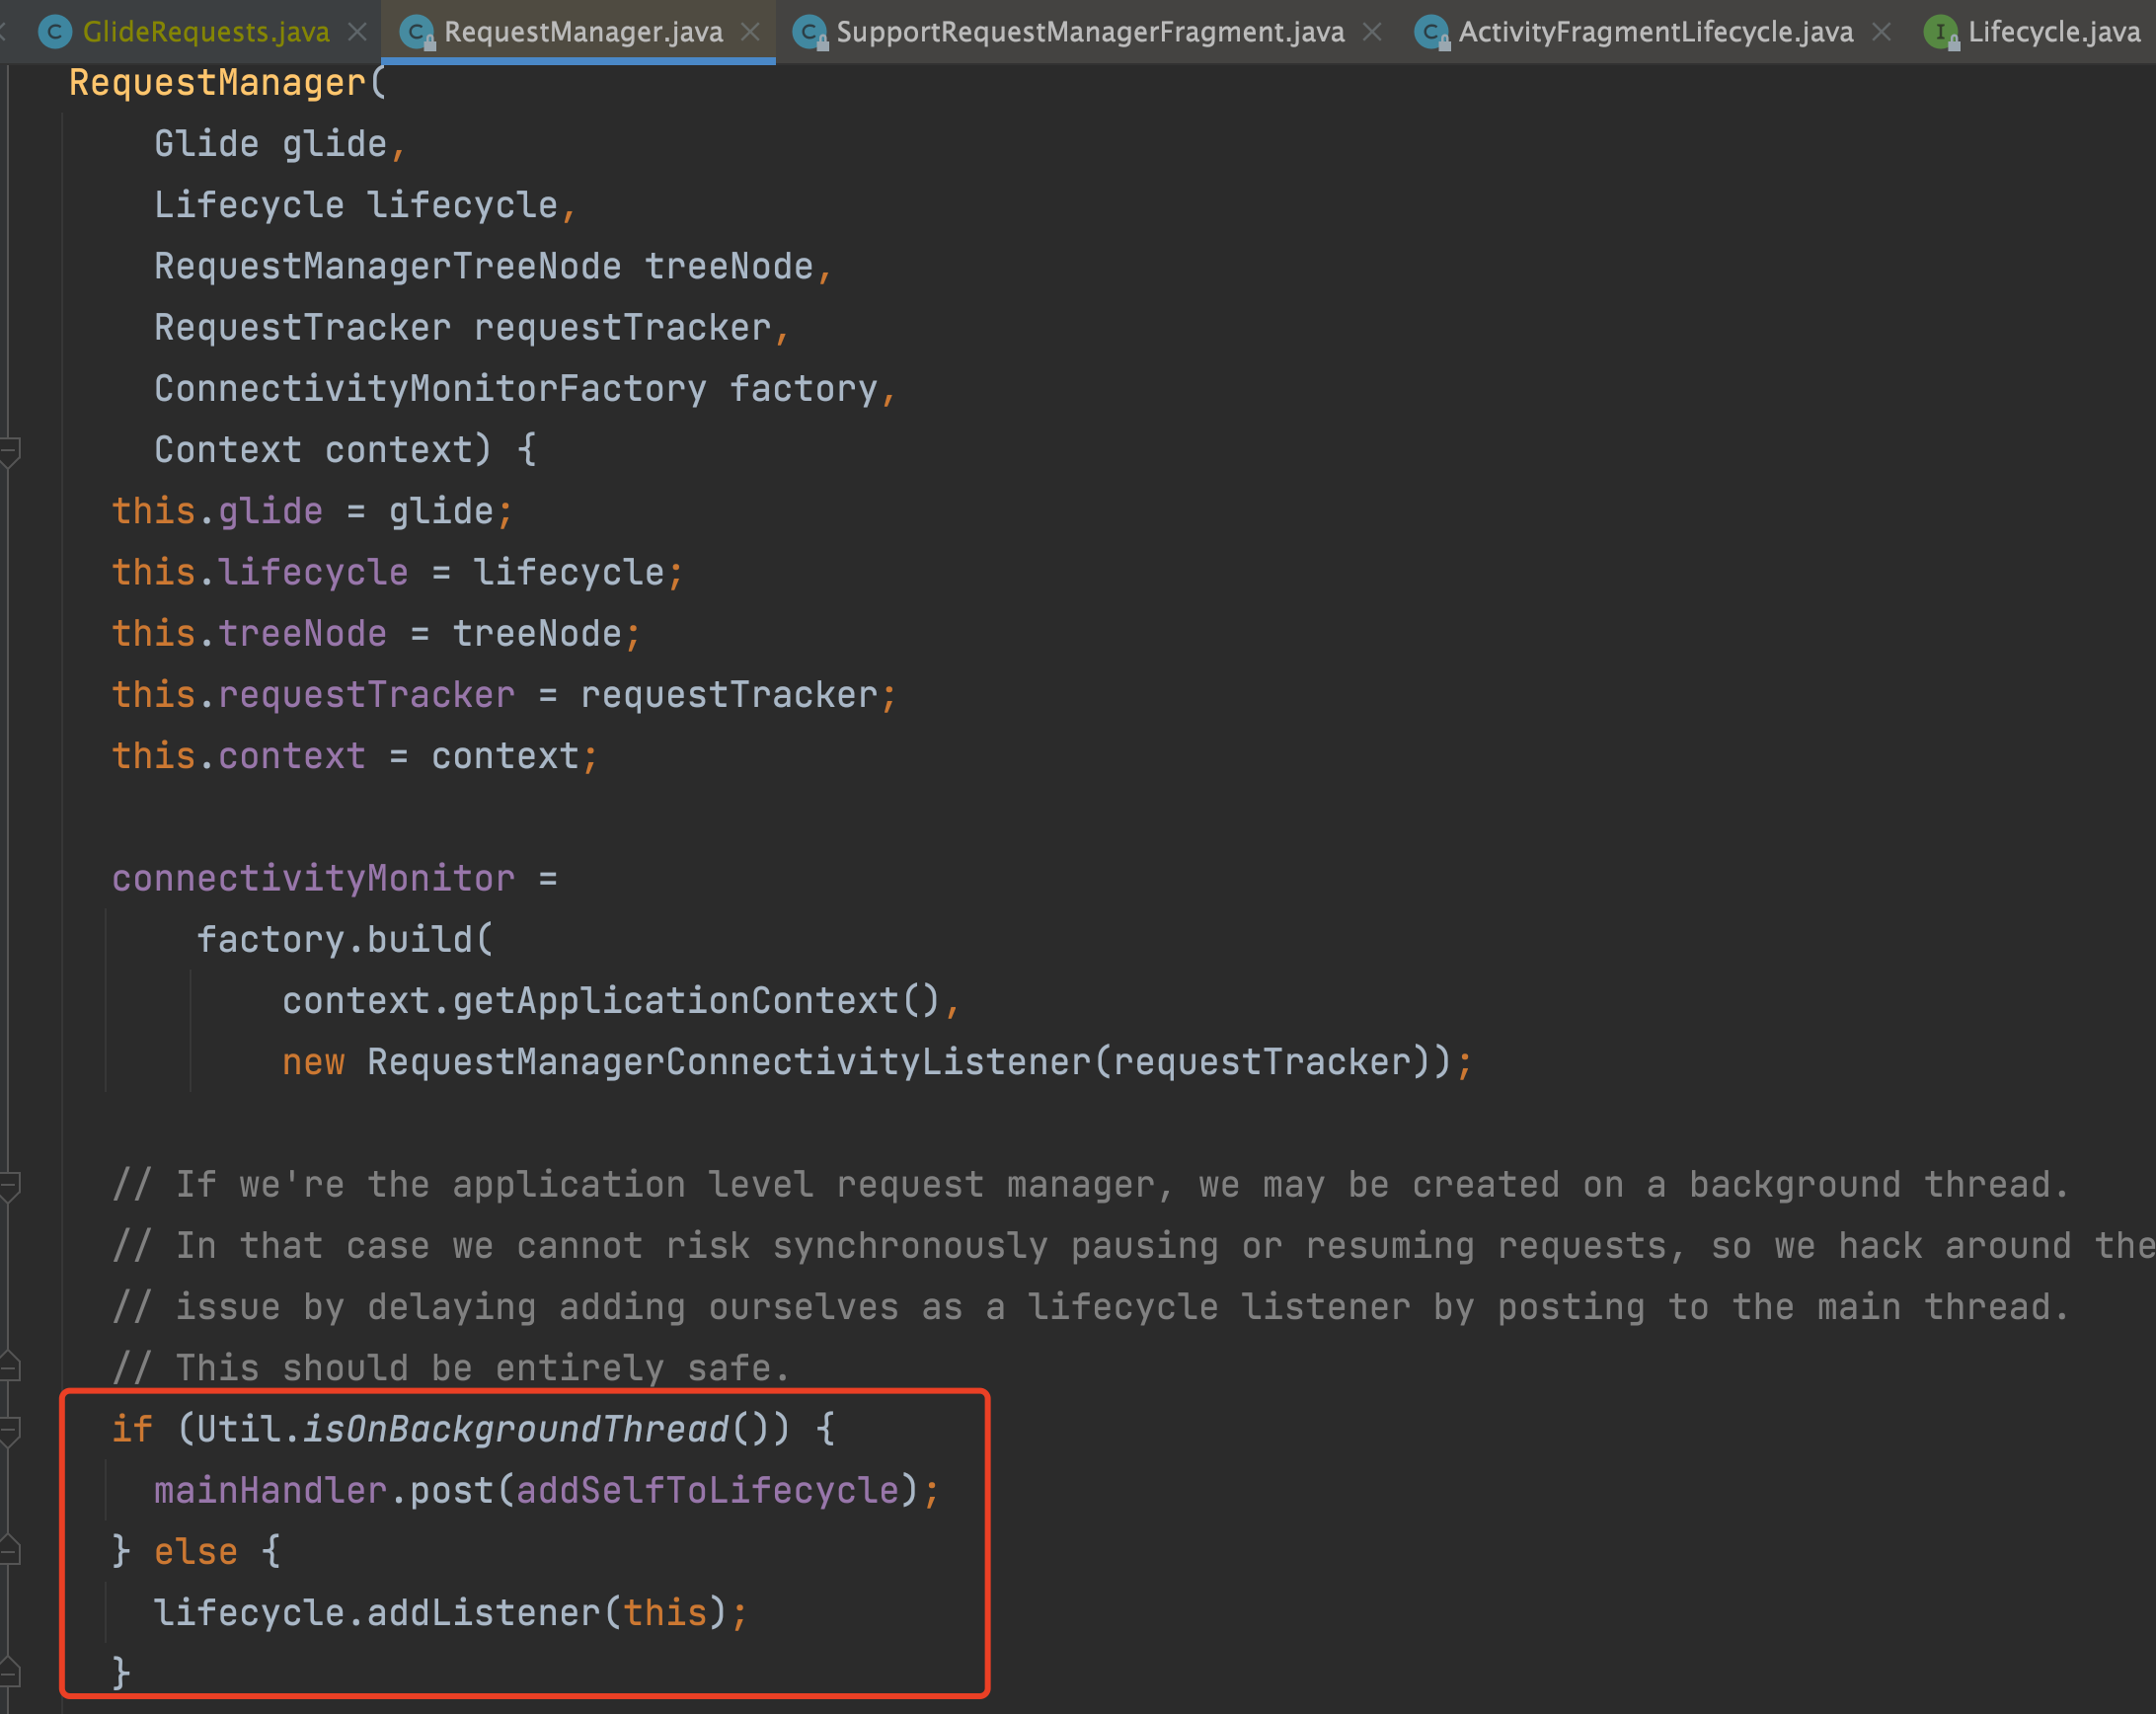 GlideRequests.java RequestManager.java SupportRequestManagerFragment.java ActivityFragmentLifecycle.java Lifecycle.java
RequestManager(
Glide glide,
Lifecycle lifecycle,
RequestManagerTreeNode treeNode,
RequestTracker requestTracker,
ConnectivityMonitorFactory factory,
Context context) {
this.glide = glide;
this.lifecycle = lifecycle;
this.treeNode = treeNode;
this.requestTracker = requestTracker;
this.context = context;
connectivityMonitor =
factory.build(
context.getApplicationContext(),
new RequestManagerConnectivityListener(requestTracker));
// If we're the application level request manager, we may be created on a background thread.
// In that case we cannot risk synchronously pausing or resuming requests, so we hack around the
// issue by delaying adding ourselves as a lifecycle listener by posting to the main thread.
// This should be entirely safe.
if (Util.isOnBackgroundThread()) {
mainHandler.post(addSelfToLifecycle);
} else {
lifecycle.addListener(this);
}